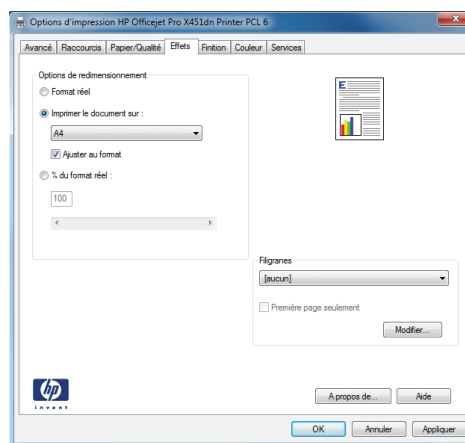 Options d'impression HP Officejet Pro X451dn Printer PCL 6
Avancé Raccourcis Papier/Qualité Effets Finition Couleur Services
Options de redimensionnement
Format réel
Imprimer le document sur :
A4
Ajuster au format
% du format réel :
100
E
Filigranes
[aucun]
Première page seulement
Modifier...
hp
invent
A propos de... Aide
OK Annuler Appliquer